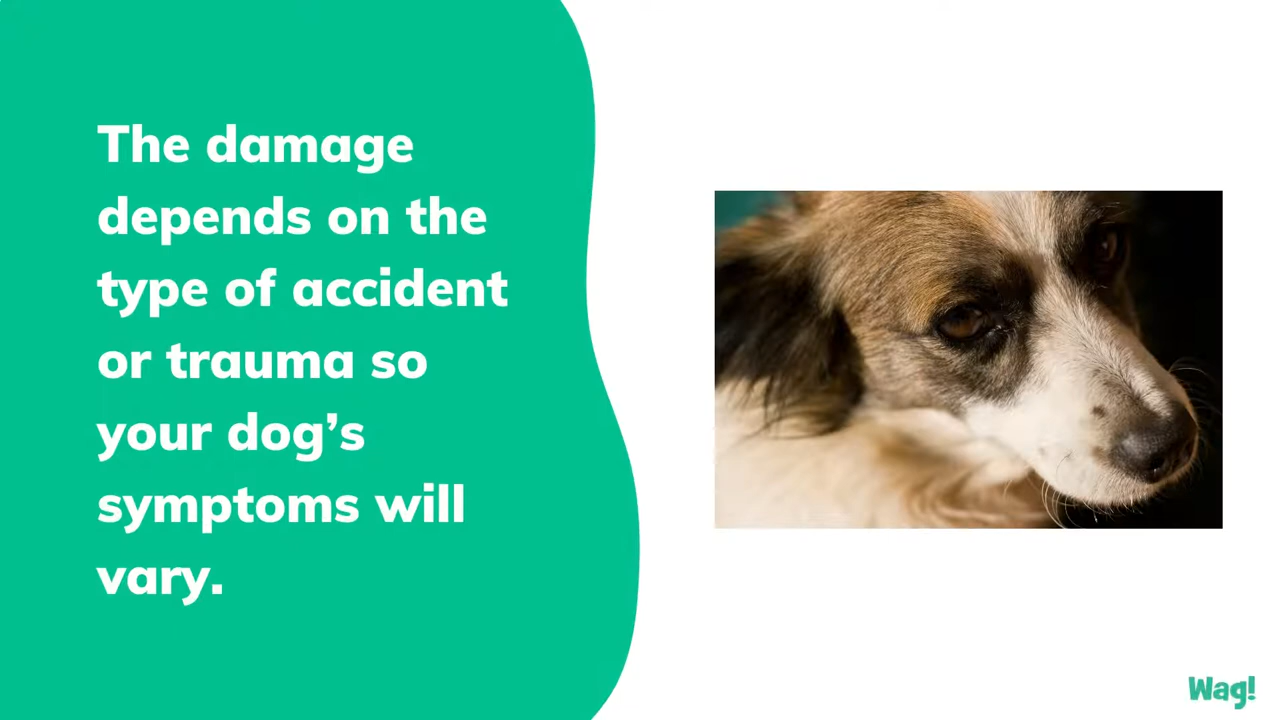 The damage
depends on the
type of accident
or trauma so
your dog’s
symptoms will
vary.
Wag!